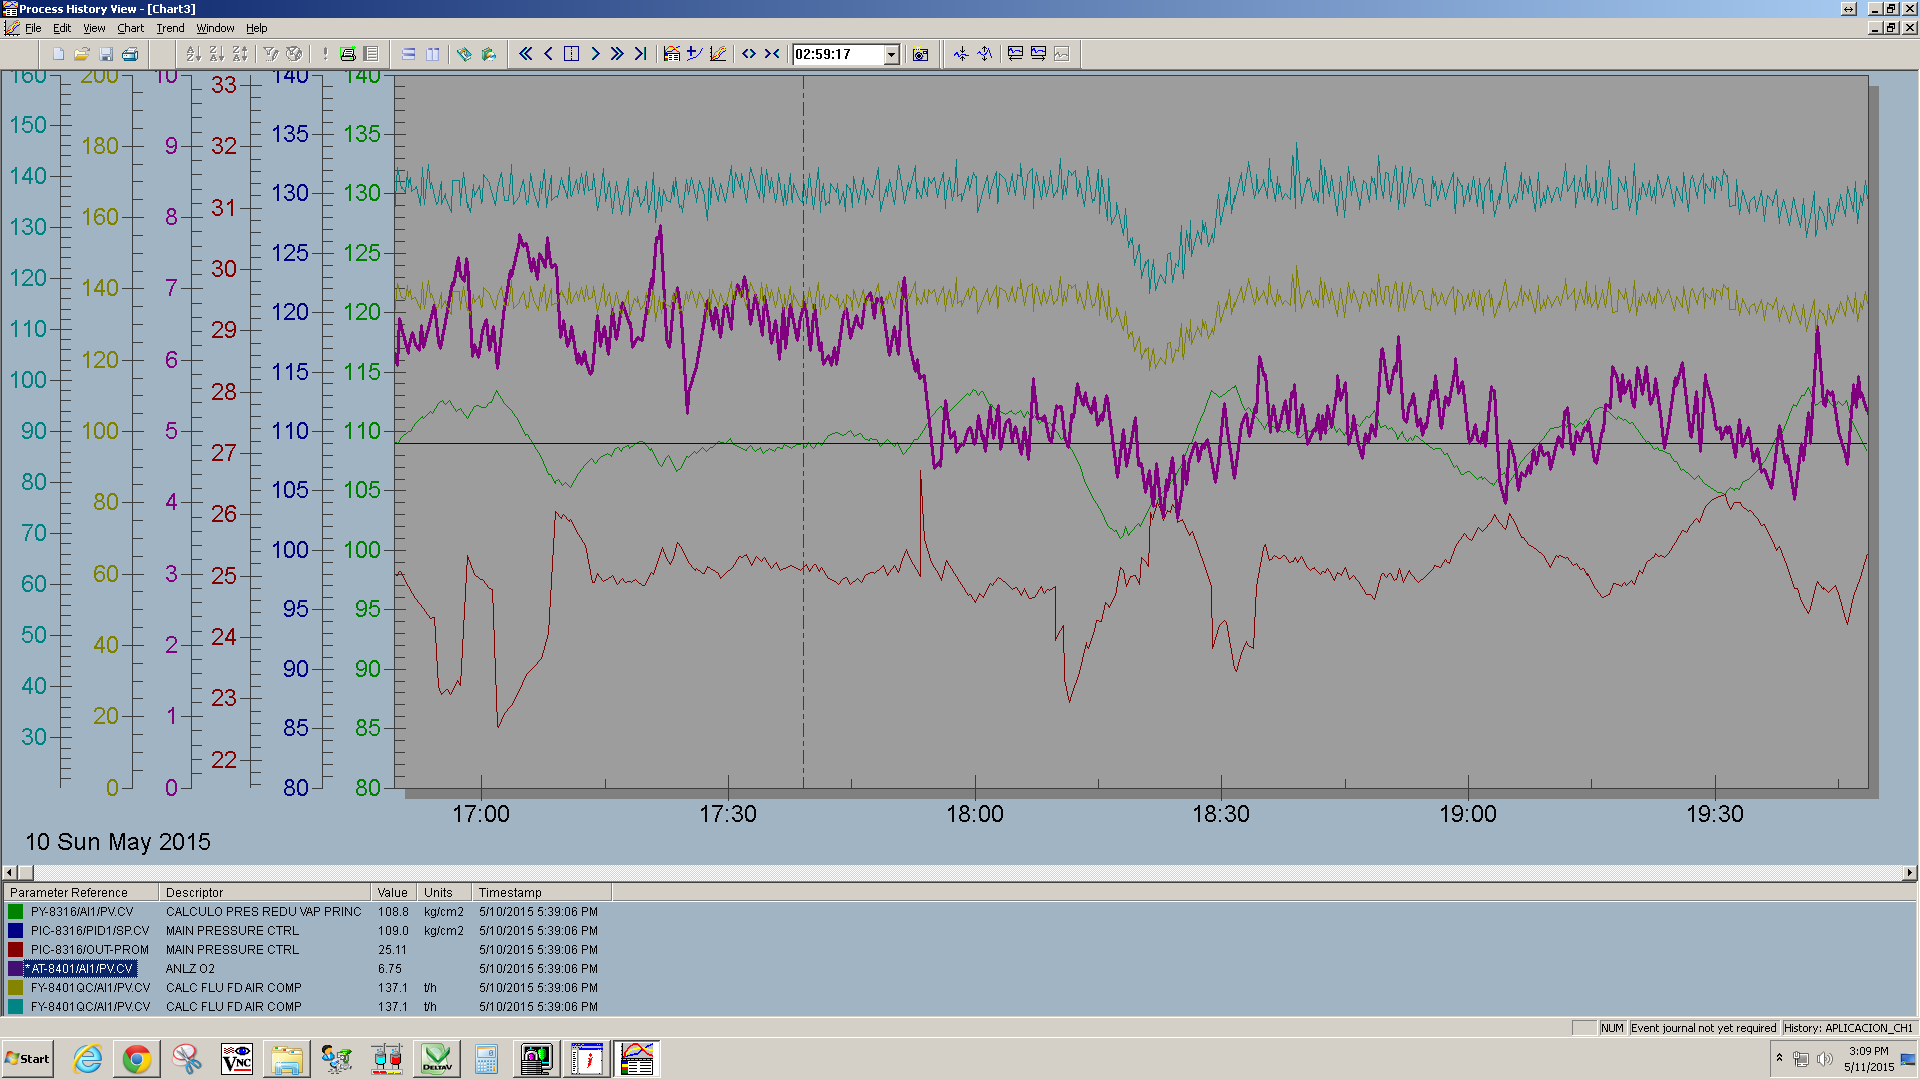 Process History View - [Chart3]
File Edit View Chart Trend Window Help
02:59:17
160 200 10 33 140 140
150 180 9 32 135 135
140 160 8 31 130 130
130 140 7 30 125 125
120 120 6 29 120 120
110 100 5 28 115 115
100 80 4 27 110 110
90 60 3 26 105 105
80 40 2 25 100 100
70 20 1 24 95 95
60 0 0 23 90 90
50 22 85 85
40 80 80
30
17:00 17:30 18:00 18:30 19:00 19:30
10 Sun May 2015
Parameter Reference Descriptor Value Units Timestamp
PY-8316/AI1/PV.CV CALCULO PRES REDU VAP PRINC 108.8 kg/cm2 5/10/2015 5:39:06 PM
PIC-8316/PID1/SP.CV MAIN PRESSURE CTRL 109.0 kg/cm2 5/10/2015 5:39:06 PM
PIC-8316/OUT-PROM MAIN PRESSURE CTRL 25.11 5/10/2015 5:39:06 PM
*AT-8401/AI1/PV.CV ANLZ O2 6.75 5/10/2015 5:39:06 PM
FY-8401QC/AI1/PV.CV CALC FLU FD AIR COMP 137.1 t/h 5/10/2015 5:39:06 PM
FY-8401QC/AI1/PV.CV CALC FLU FD AIR COMP 137.1 t/h 5/10/2015 5:39:06 PM
NUM Event journal not yet required History: APLICACION_CH1
Start VNC DELTAV 3:09 PM
5/11/2015